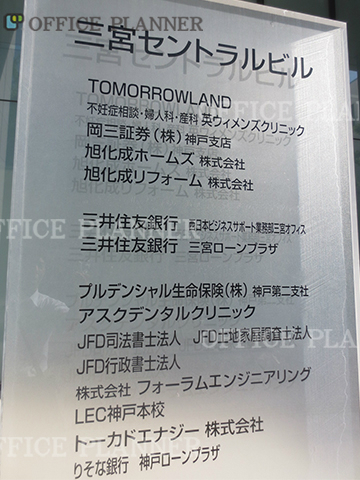 OFFICE PLANNER
三宮セントラルビル
TOMORROWLAND
不妊症相談・婦人科・産科 英ウィメンズクリニック
岡三証券(株) 神戸支店
旭化成ホームズ 株式会社
旭化成リフォーム 株式会社
三井住友銀行 西日本ビジネスサポート業務部三宮オフィス
三井住友銀行 三宮ローンプラザ
プルデンシャル生命保険(株) 神戸第二支社
アスクデンタルクリニック
JFD司法書士法人 JFD土地家屋調査士法人
JFD行政書士法人
株式会社 フォーラムエンジニアリング
LEC神戸本校
トーカドエナジー 株式会社
りそな銀行 神戸ローンプラザ